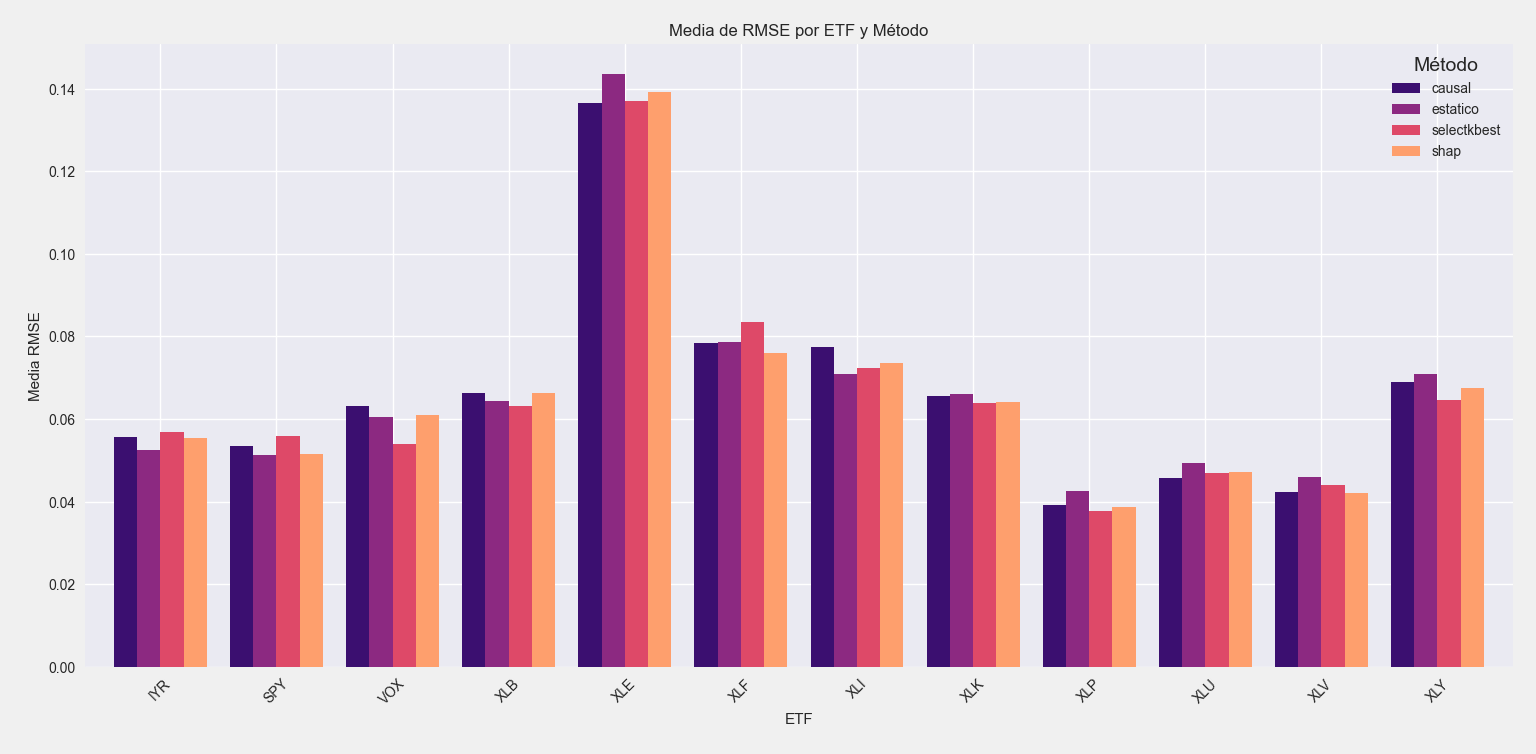 Media de RMSE por ETF y Método
Método
causal
estatico
selectkbest
shap
Media RMSE
0.14
0.12
0.10
0.08
0.06
0.04
0.02
0.00
IYR
SPY
VOX
XLB
XLE
XLF
XLI
XLK
XLP
XLU
XLV
XLY
ETF